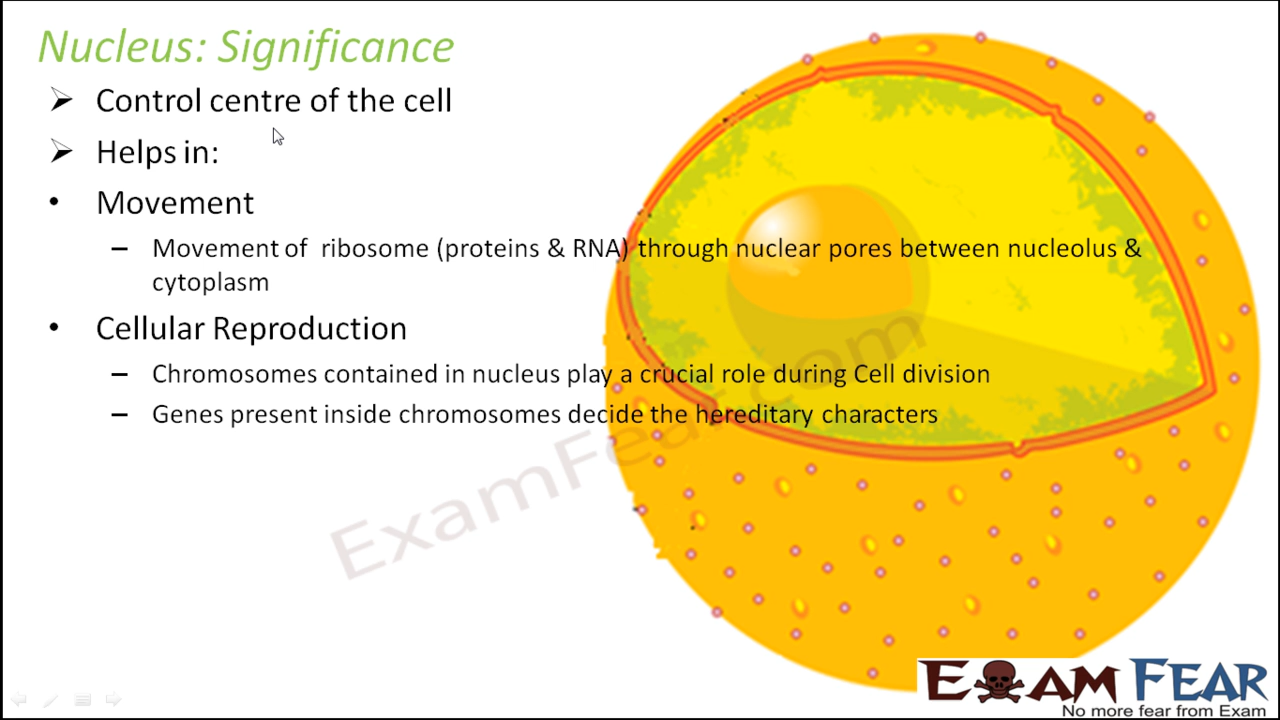 Nucleus: Significance
➢ Control centre of the cell
➢ Helps in:
• Movement
– Movement of ribosome (proteins & RNA) through nuclear pores between nucleolus &
cytoplasm
• Cellular Reproduction
– Chromosomes contained in nucleus play a crucial role during Cell division
– Genes present inside chromosomes decide the hereditary characters
ExamFear.com
EXAM FEAR
No more fear from Exam